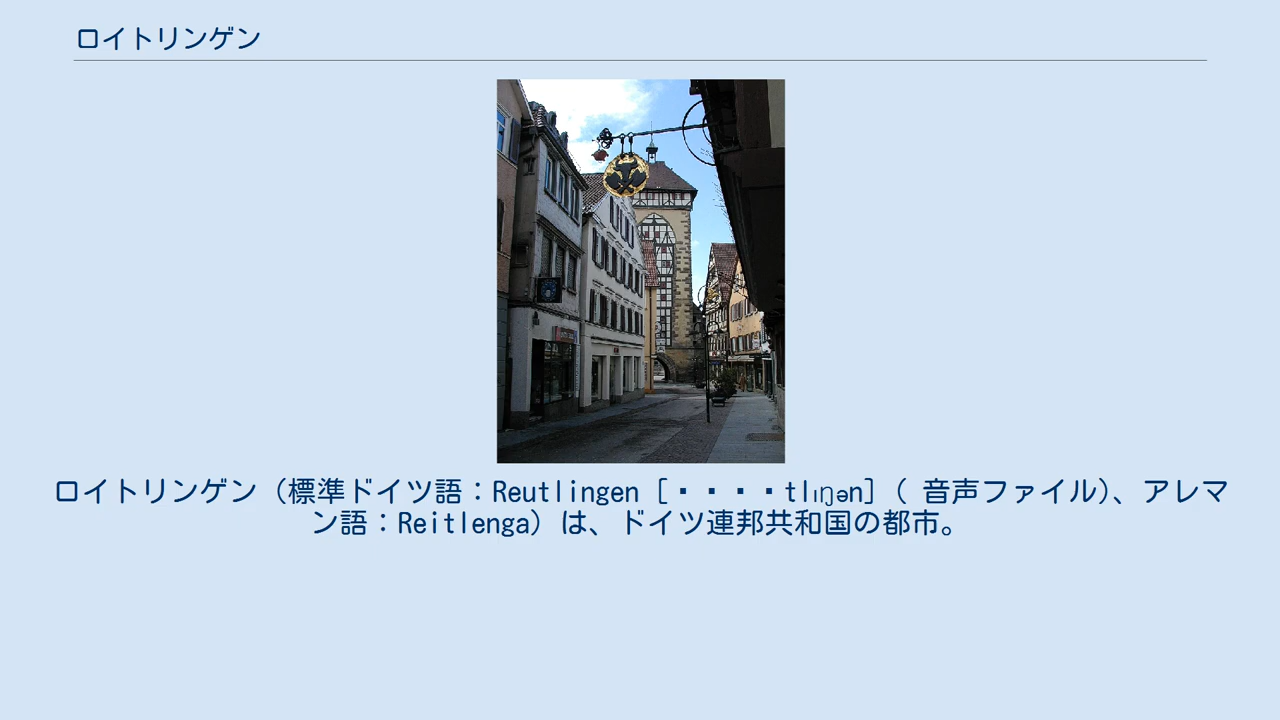 ロイトリンゲン
ロイトリンゲン（標準ドイツ語：Reutlingen [・・・・tlɪŋən]（ 音声ファイル）、アレマ
ン語：Reitlenga）は、ドイツ連邦共和国の都市。